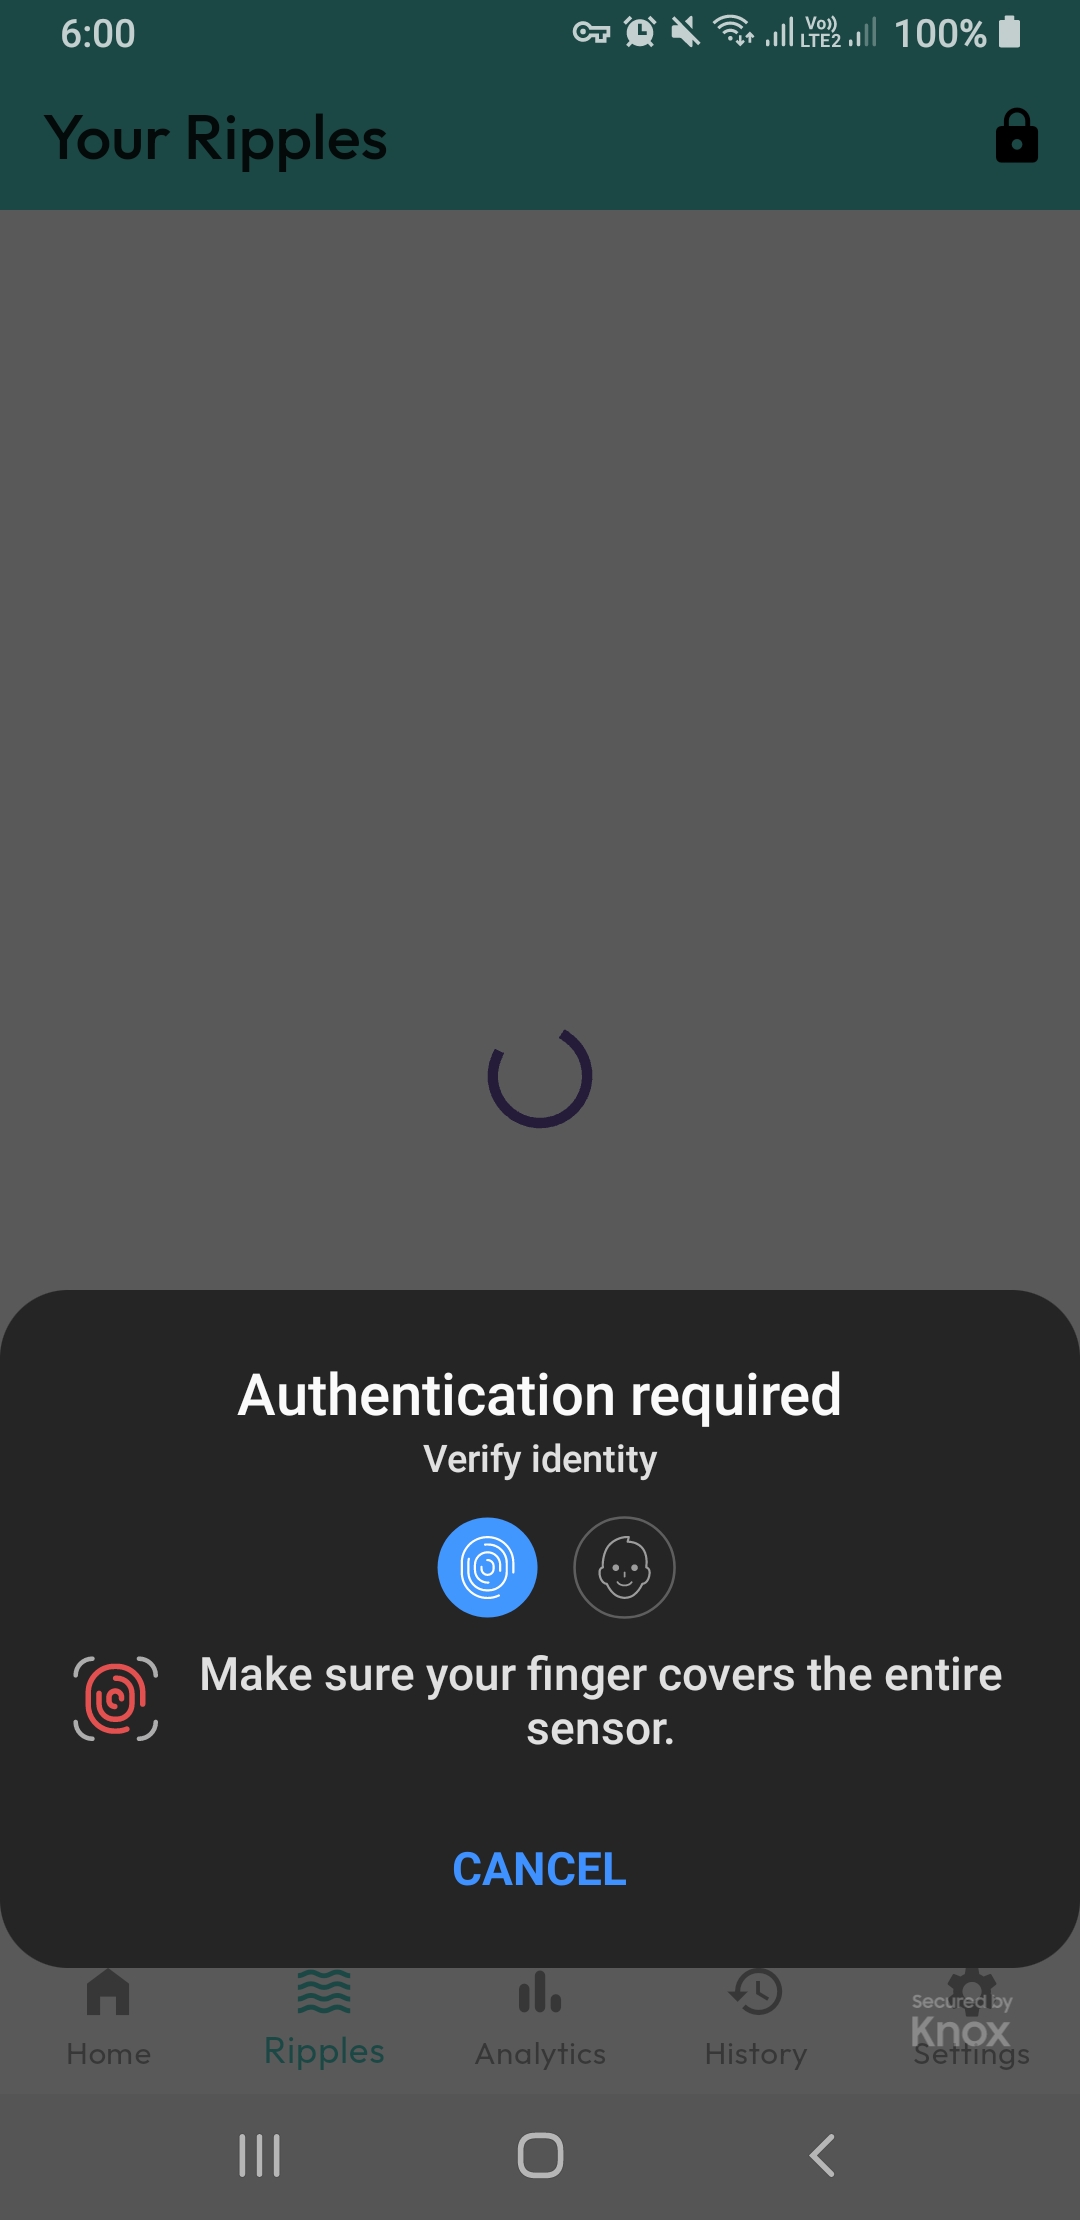 6:00
Vo)) LTE2 100%
Your Ripples
Authentication required
Verify identity
Make sure your finger covers the entire
sensor.
CANCEL
Secured by
Knox
Home Ripples Analytics History Settings